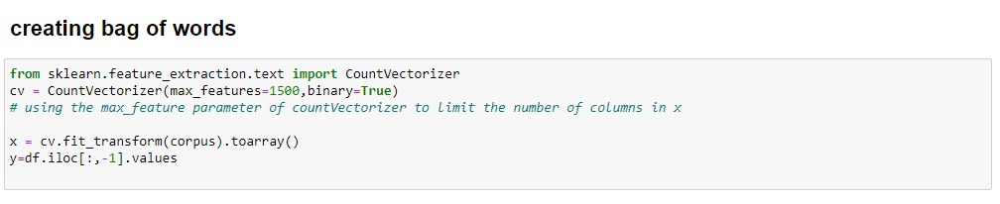 creating bag of words
from sklearn.feature_extraction.text import CountVectorizer
cv = CountVectorizer(max_features=1500,binary=True)
# using the max_feature parameter of countVectorizer to limit the number of columns in x
x = cv.fit_transform(corpus).toarray()
y=df.iloc[:,-1].values